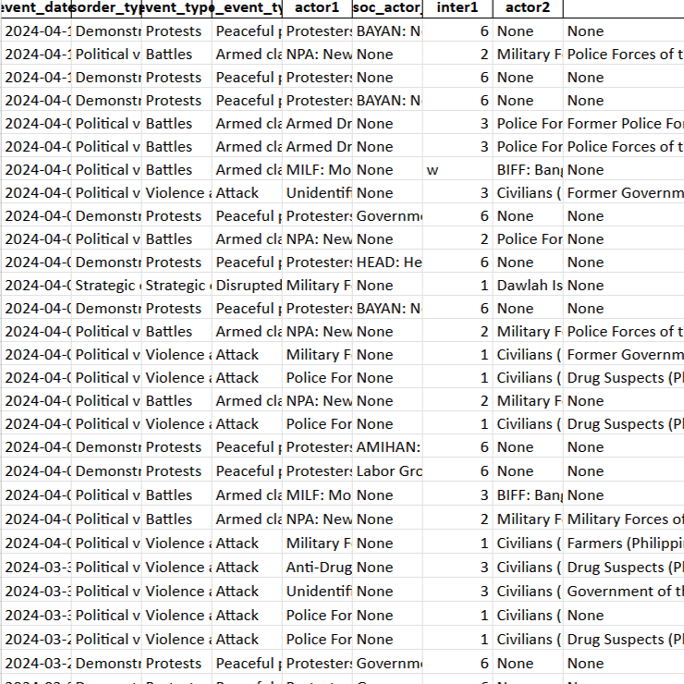 event_date sorder_typ event_type _event_ty actor1 soc_actor_ inter1 actor2
2024-04-1 Demonstr Protests Peaceful p Protesters BAYAN: N 6 None None
2024-04-1 Political v Battles Armed cla NPA: New None 2 Military F Police Forces of t
2024-04-1 Demonstr Protests Peaceful p Protesters None 6 None None
2024-04-0 Demonstr Protests Peaceful p Protesters BAYAN: N 6 None None
2024-04-0 Political v Battles Armed cla Armed Dr None 3 Police For Former Police For
2024-04-0 Political v Battles Armed cla Armed Dr None 3 Police For Police Forces of t
2024-04-0 Political v Battles Armed cla MILF: Mo None w BIFF: Bang None
2024-04-0 Political v Violence a Attack Unidentif None 3 Civilians ( Former Governm
2024-04-0 Demonstr Protests Peaceful p Protesters Governme 6 None None
2024-04-0 Political v Battles Armed cla NPA: New None 2 Police For None
2024-04-0 Demonstr Protests Peaceful p Protesters HEAD: He 6 None None
2024-04-0 Strategic Strategic Disrupted Military F None 1 Dawlah Is None
2024-04-0 Demonstr Protests Peaceful p Protesters BAYAN: N 6 None None
2024-04-0 Political v Battles Armed cla NPA: New None 2 Military F Police Forces of t
2024-04-0 Political v Violence a Attack Military F None 1 Civilians ( Former Governm
2024-04-0 Political v Violence a Attack Police For None 1 Civilians ( Drug Suspects (Ph
2024-04-0 Political v Battles Armed cla NPA: New None 2 Military F None
2024-04-0 Political v Violence a Attack Police For None 1 Civilians ( Drug Suspects (Ph
2024-04-0 Demonstr Protests Peaceful p Protesters AMIHAN: 6 None None
2024-04-0 Demonstr Protests Peaceful p Protesters Labor Gro 6 None None
2024-04-0 Political v Battles Armed cla MILF: Mo None 3 BIFF: Bang None
2024-04-0 Political v Battles Armed cla NPA: New None 2 Military F Military Forces of
2024-04-0 Political v Violence a Attack Military F None 1 Civilians ( Farmers (Philippin
2024-03-3 Political v Violence a Attack Anti-Drug None 3 Civilians ( Drug Suspects (Ph
2024-03-3 Political v Violence a Attack Unidentif None 3 Civilians ( Government of th
2024-03-3 Political v Violence a Attack Police For None 1 Civilians ( None
2024-03-2 Political v Violence a Attack Police For None 1 Civilians ( Drug Suspects (Ph
2024-03-2 Demonstr Protests Peaceful p Protesters Governme 6 None None